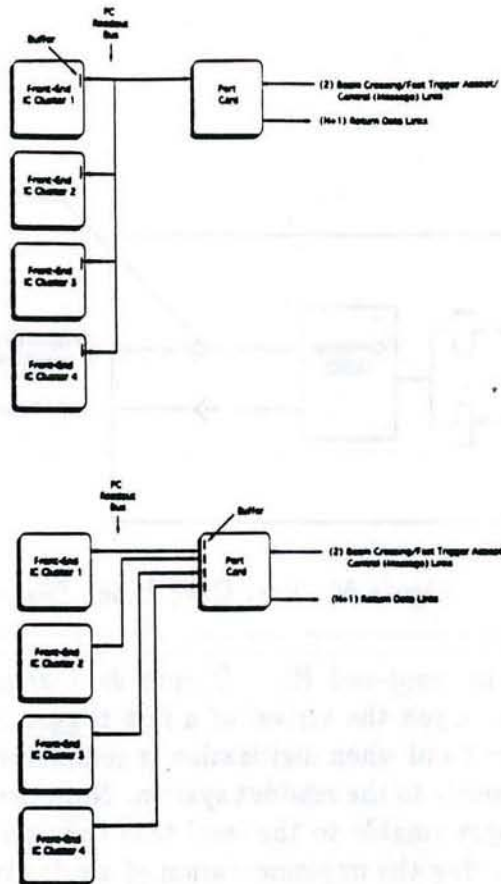 PC
Readout
Bus
Buffer
Front-End
IC Cluster 1
Port
Card
(2) Beam Crossing/Fast Trigger Accept/
Control (Message) Links
(N+1) Return Data Links
Front-End
IC Cluster 2
Front-End
IC Cluster 3
Front-End
IC Cluster 4
PC
Readout
Bus
Buffer
Front-End
IC Cluster 1
Port
Card
(2) Beam Crossing/Fast Trigger Accept
Control (Message) Links
(N+1) Return Data Links
Front-End
IC Cluster 2
Front-End
IC Cluster 3
Front-End
IC Cluster 4